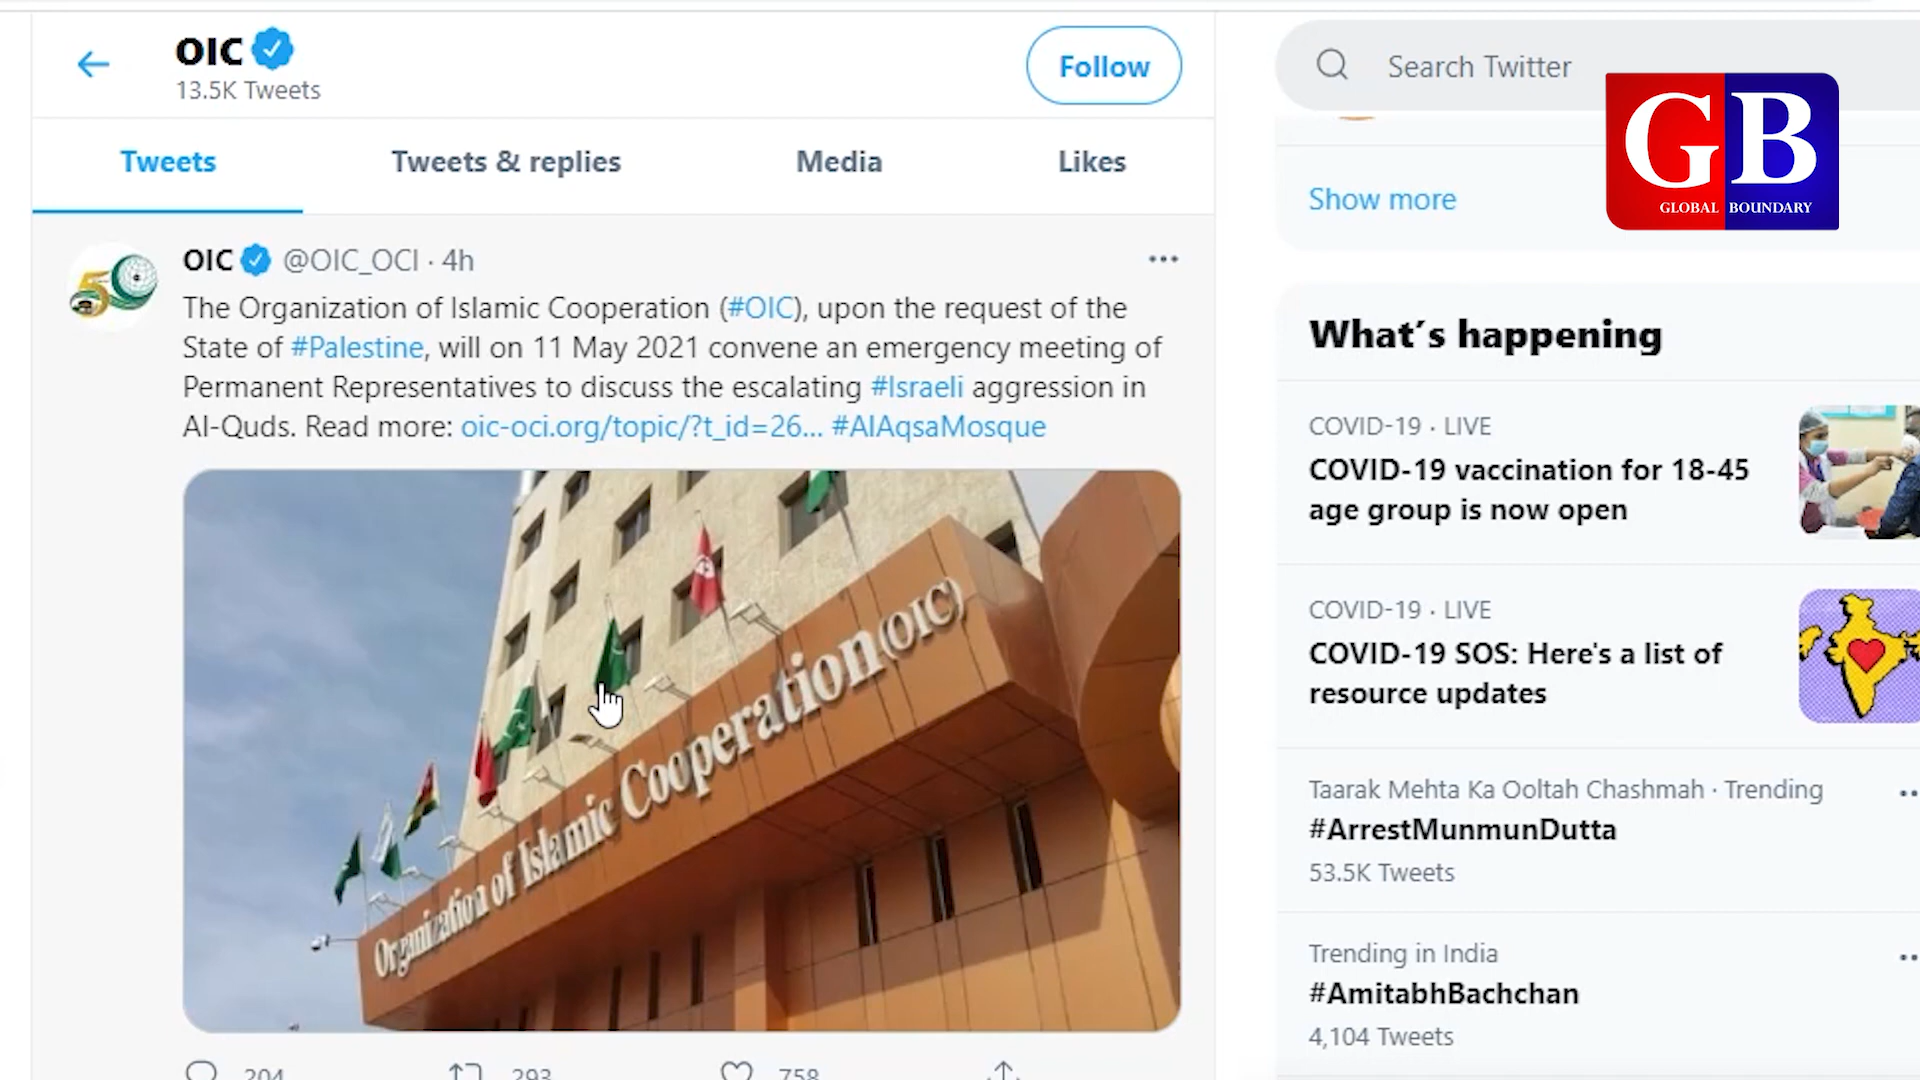 OIC
13.5K Tweets
Follow
Tweets
Tweets & replies
Media
Likes
OIC @OIC_OCI · 4h
The Organization of Islamic Cooperation (#OIC), upon the request of the
State of #Palestine, will on 11 May 2021 convene an emergency meeting of
Permanent Representatives to discuss the escalating #Israeli aggression in
Al-Quds. Read more: oic-oci.org/topic/?t_id=26... #AlAqsaMosque
50
Organization of Islamic Cooperation (OIC)
204
293
758
Search Twitter
GB
GLOBAL BOUNDARY
Show more
What's happening
COVID-19 · LIVE
COVID-19 vaccination for 18-45
age group is now open
COVID-19 · LIVE
COVID-19 SOS: Here's a list of
resource updates
Taarak Mehta Ka Ooltah Chashmah · Trending
#ArrestMunmunDutta
53.5K Tweets
Trending in India
#AmitabhBachchan
4,104 Tweets